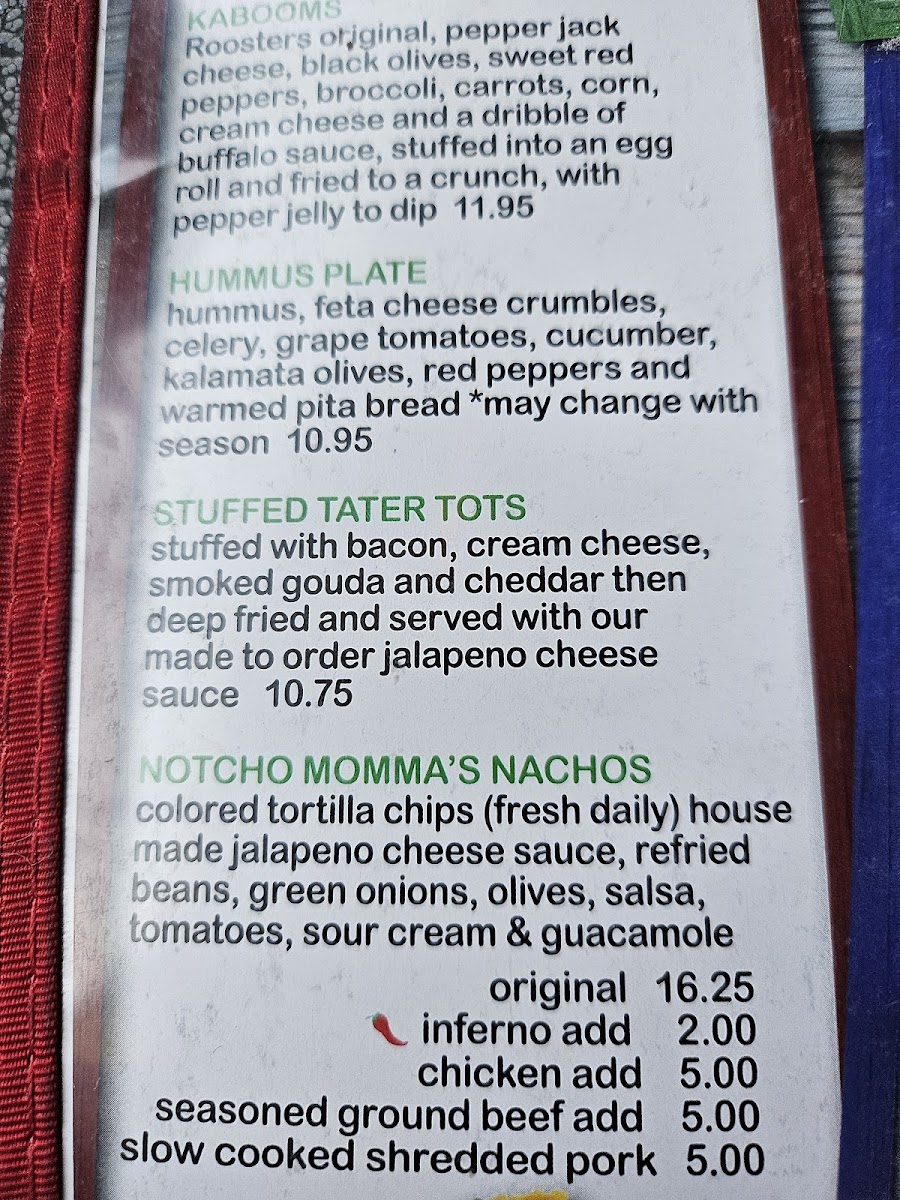 KABOOMS
Roosters original, pepper jack
cheese, black olives, sweet red
peppers, broccoli, carrots, corn,
cream cheese and a dribble of
buffalo sauce, stuffed into an egg
roll and fried to a crunch, with
pepper jelly to dip 11.95
HUMMUS PLATE
hummus, feta cheese crumbles,
celery, grape tomatoes, cucumber,
kalamata olives, red peppers and
warmed pita bread *may change with
season 10.95
STUFFED TATER TOTS
stuffed with bacon, cream cheese,
smoked gouda and cheddar then
deep fried and served with our
made to order jalapeno cheese
sauce 10.75
NOTCHO MOMMA'S NACHOS
colored tortilla chips (fresh daily) house
made jalapeno cheese sauce, refried
beans, green onions, olives, salsa,
tomatoes, sour cream & guacamole
original 16.25
inferno add 2.00
chicken add 5.00
seasoned ground beef add 5.00
slow cooked shredded pork 5.00